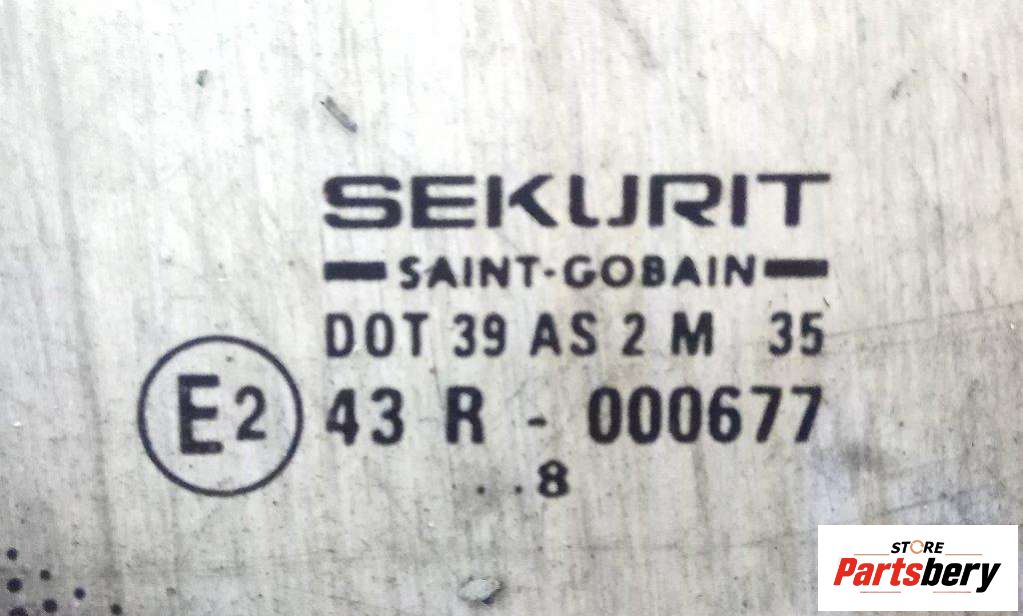 SEKURIT
SAINT-GOBAIN
DOT 39 AS 2 M 35
E2 43 R - 000677
. . 8
STORE
Partsbery